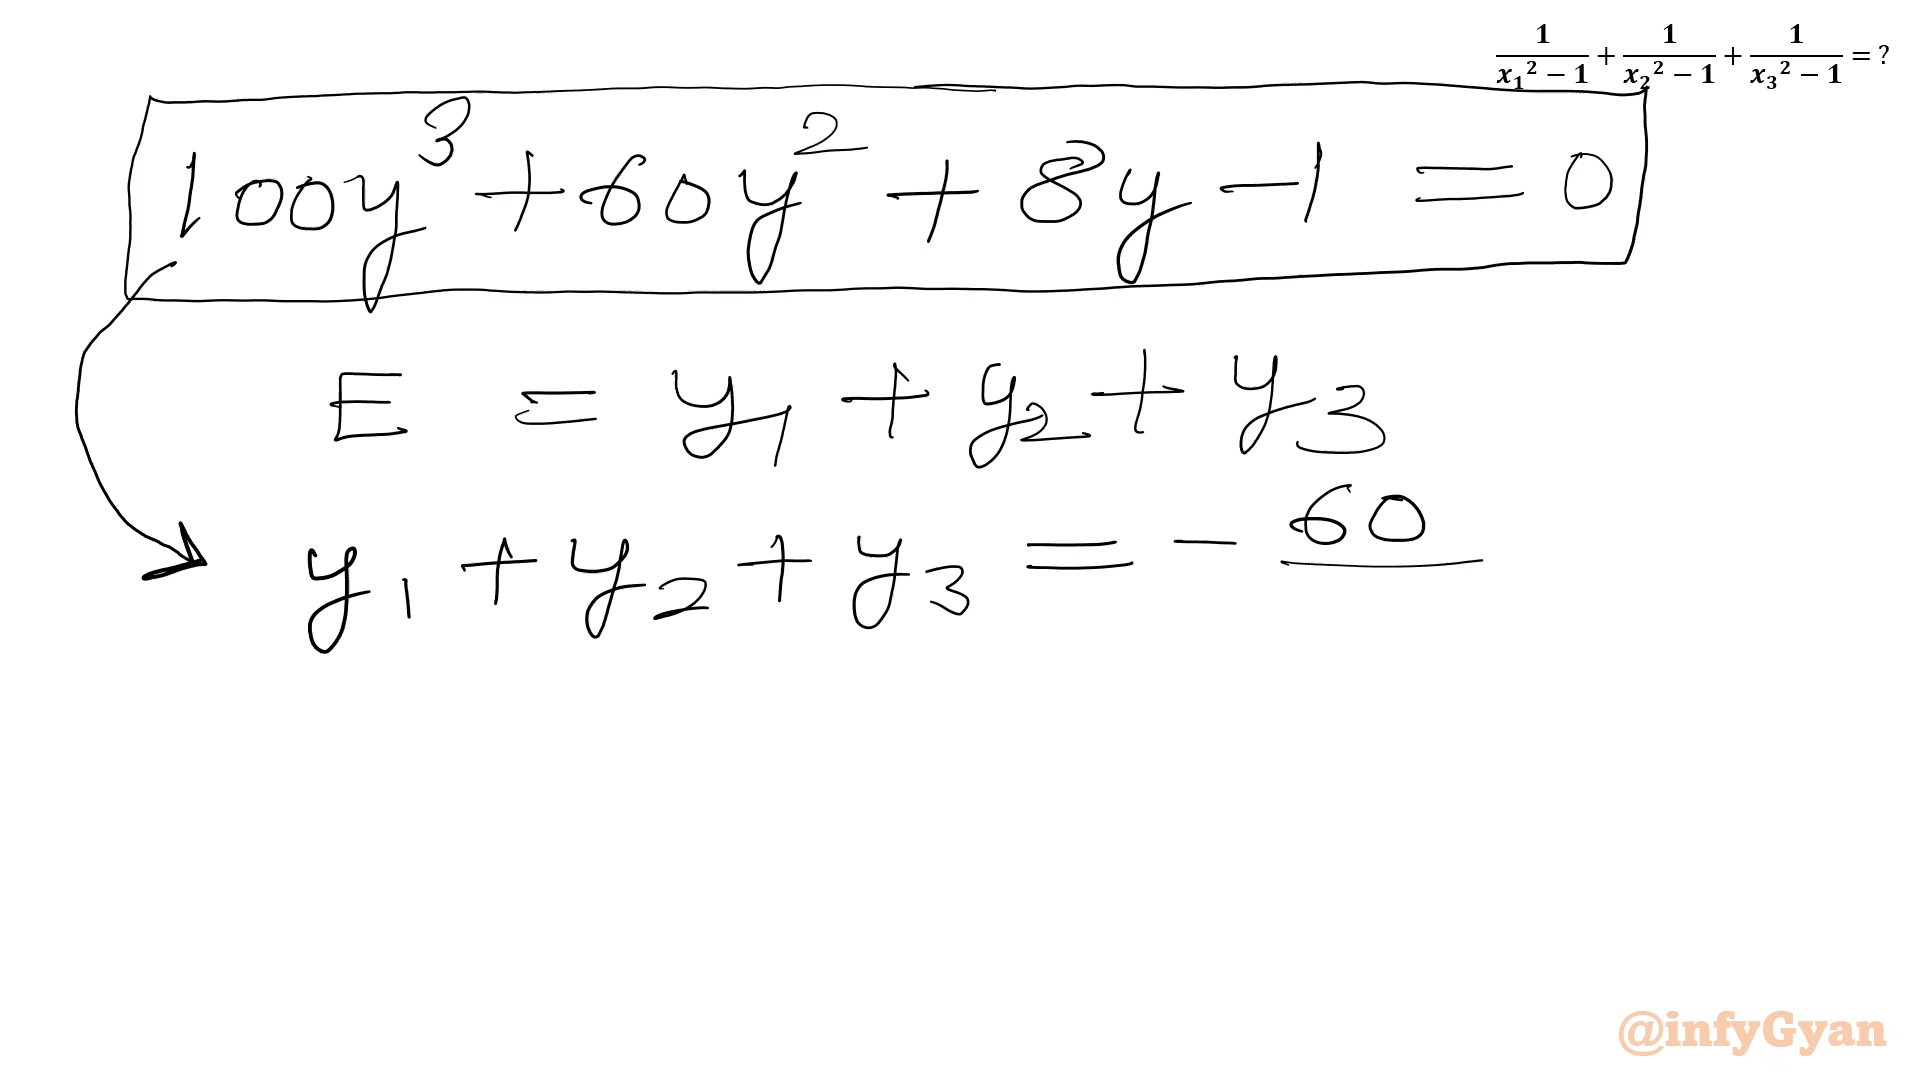 1/(x₁² − 1) + 1/(x₂² − 1) + 1/(x₃² − 1) = ?
100y³ + 60y² + 8y − 1 = 0
E = y₁ + y₂ + y₃
y₁ + y₂ + y₃ = − 60
@infyGyan